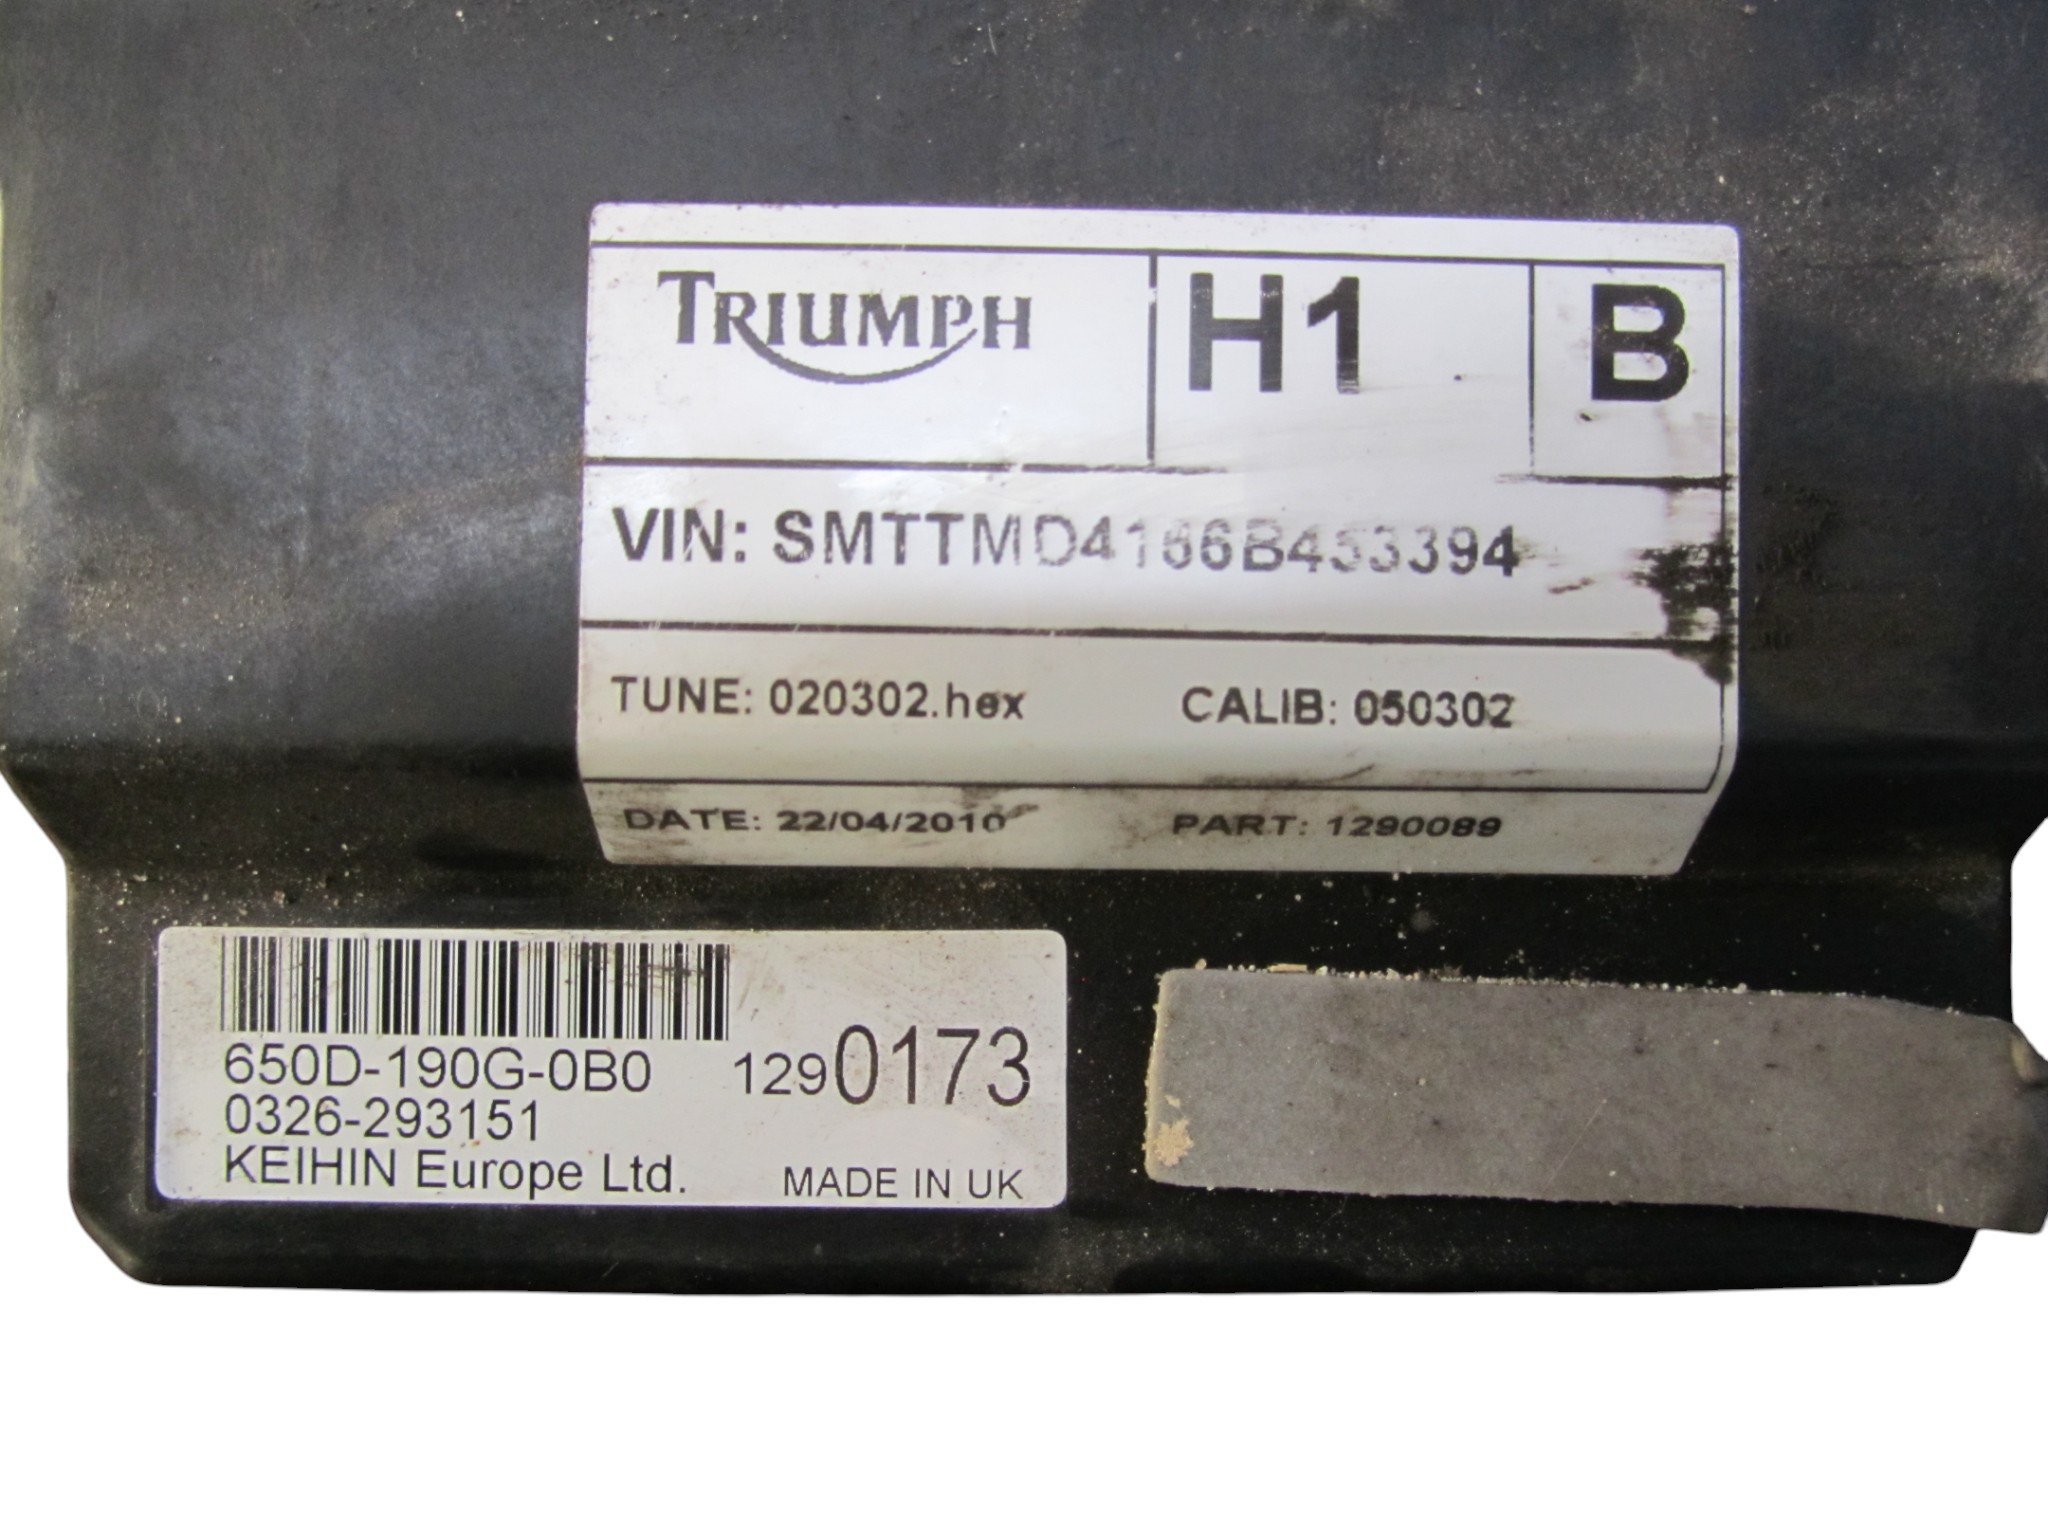 TRIUMPH H1 B
VIN: SMTTMD4166B453394
TUNE: 020302.hex CALIB: 050302
DATE: 22/04/2010 PART: 1290089
650D-190G-0B0 1290173
0326-293151
KEIHIN Europe Ltd. MADE IN UK